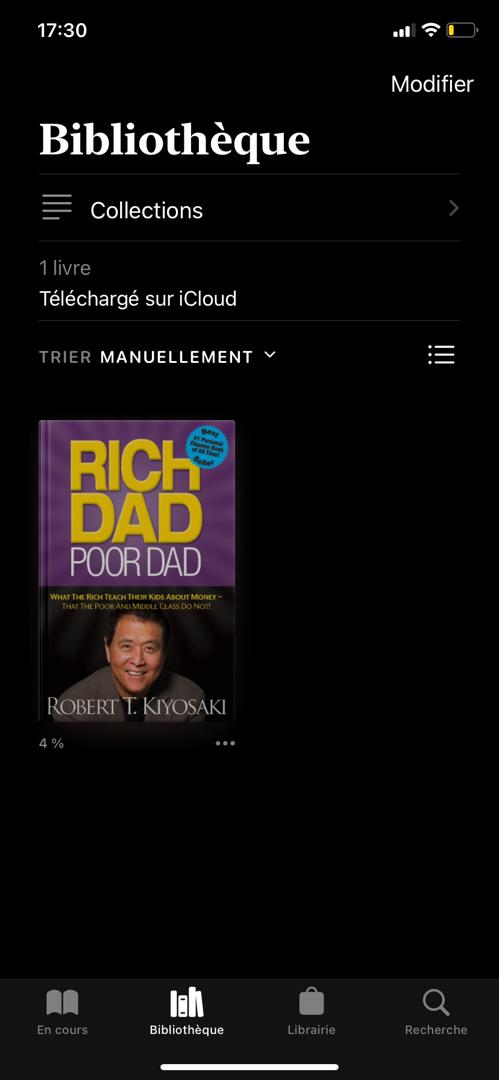 17:30
Modifier
Bibliothèque
Collections
1 livre
Téléchargé sur iCloud
TRIER MANUELLEMENT
Best
#1 Personal
Finance Book
of All Time!
Seller
RICH
DAD
POOR DAD
WHAT THE RICH TEACH THEIR KIDS ABOUT MONEY –
THAT THE POOR AND MIDDLE CLASS DO NOT!
ROBERT T. KIYOSAKI
4 %
En cours
Bibliothèque
Librairie
Recherche